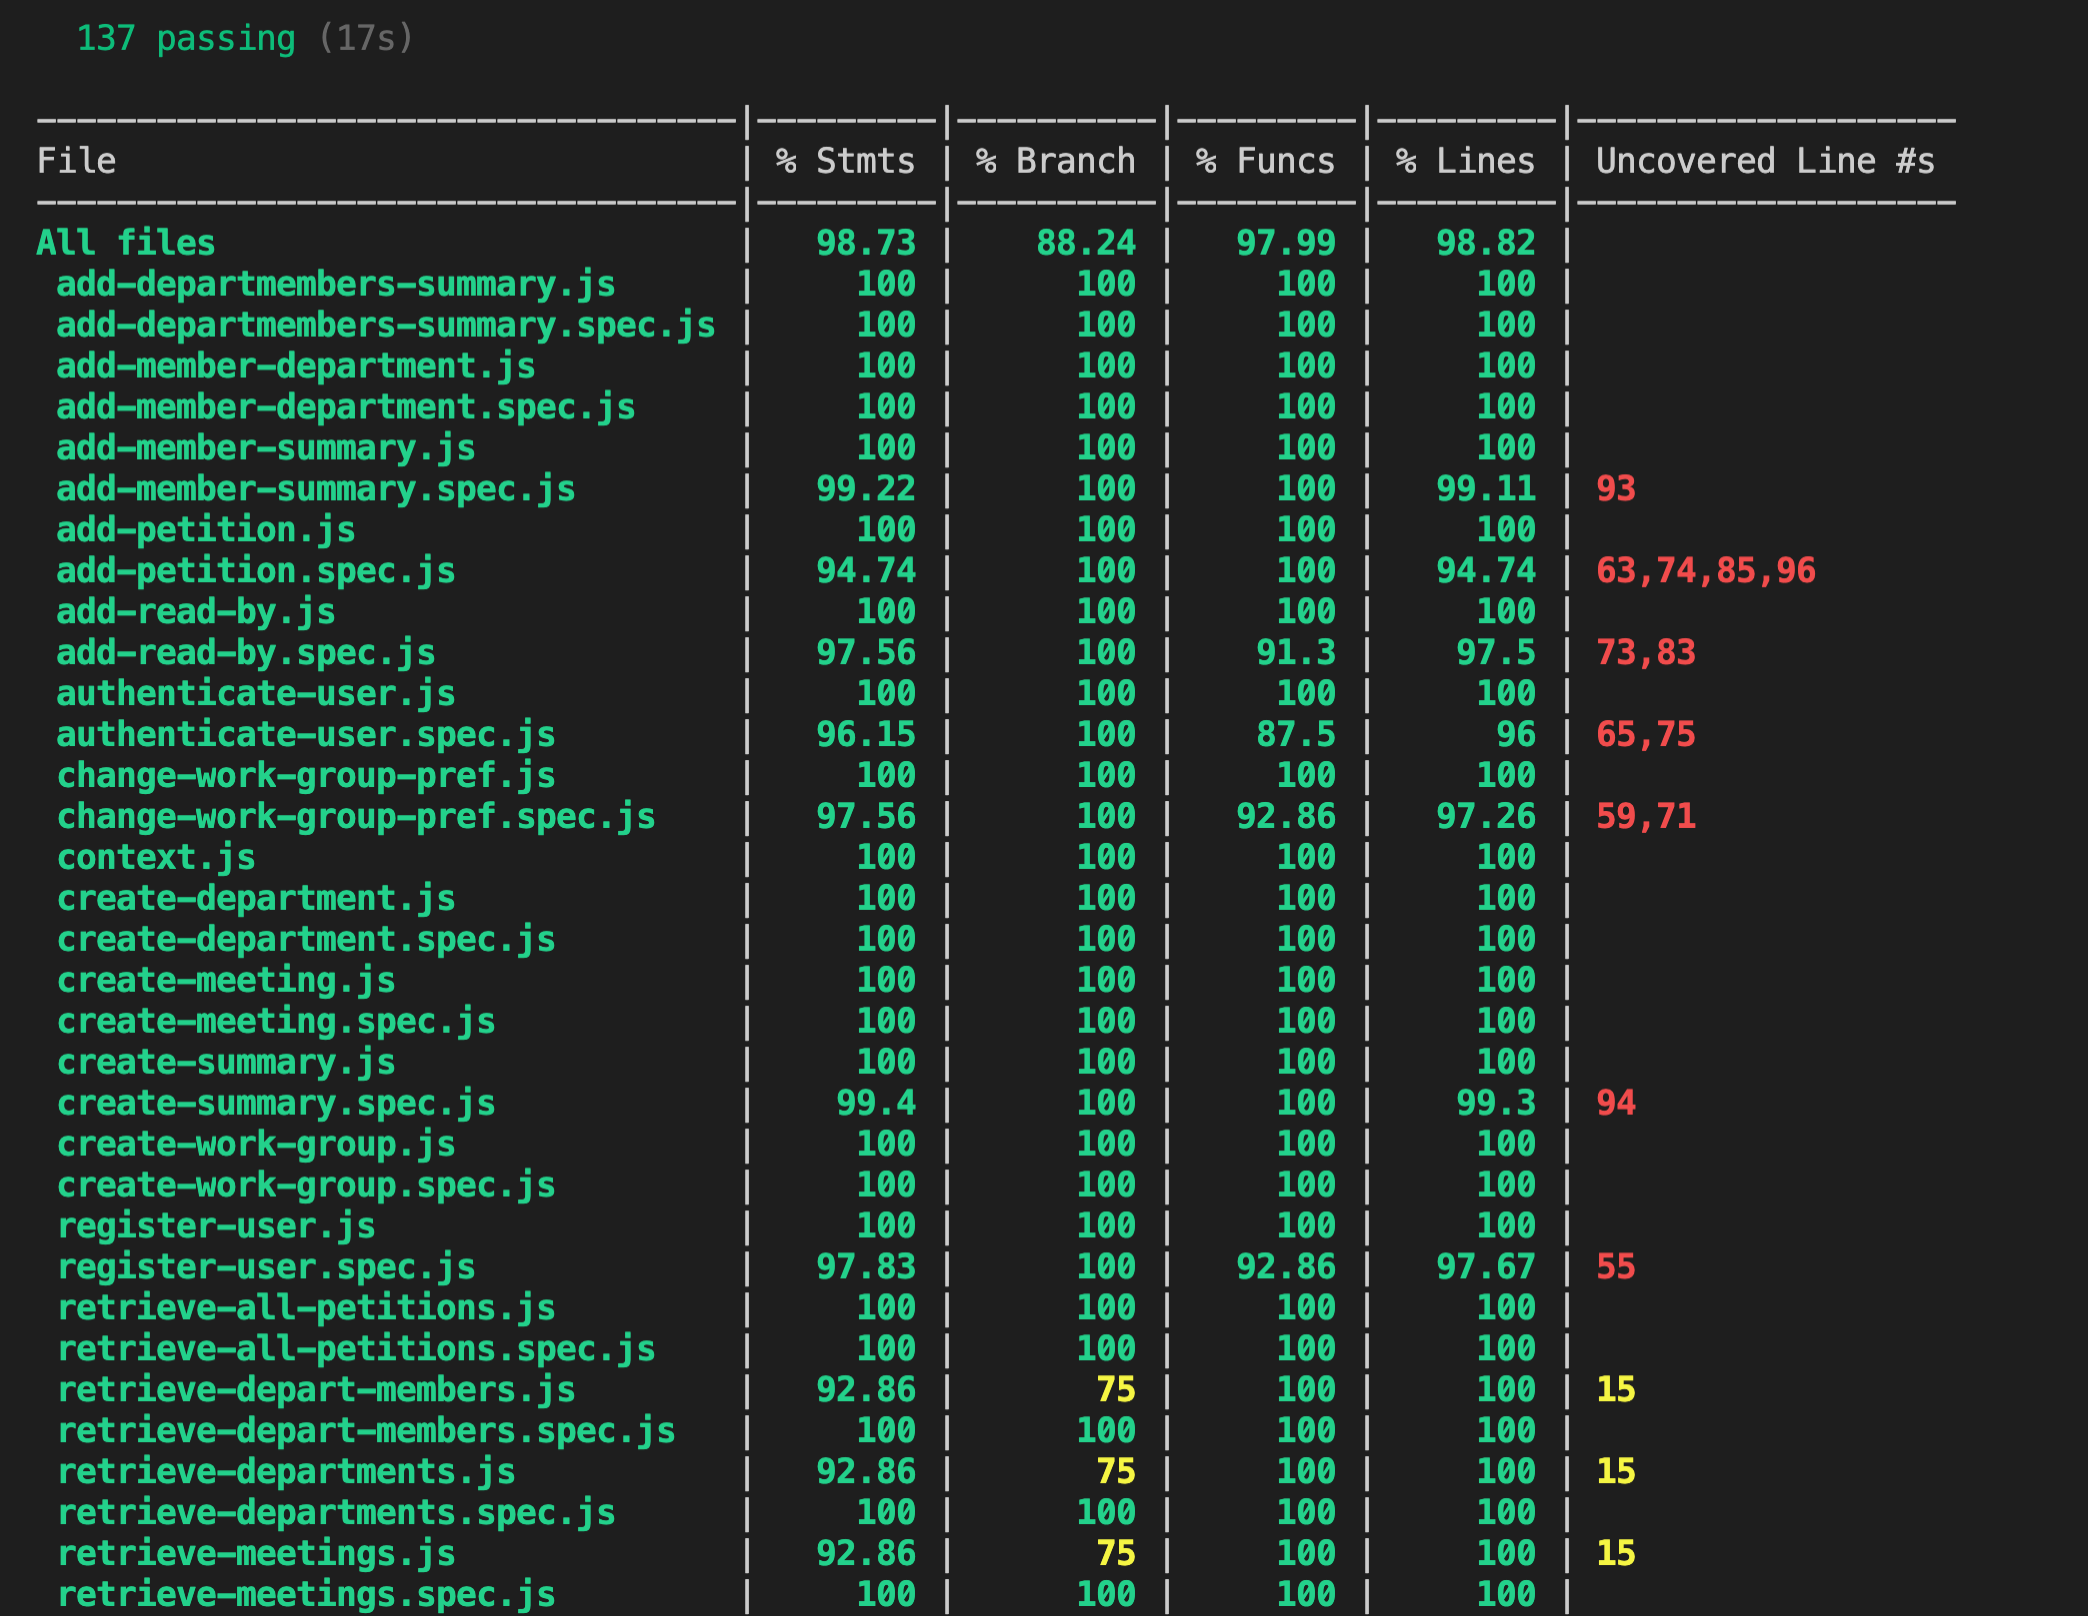 137 passing (17s)
-----------------------------------|---------|----------|---------|---------|-------------------
File                               | % Stmts | % Branch | % Funcs | % Lines | Uncovered Line #s
-----------------------------------|---------|----------|---------|---------|-------------------
All files                          |   98.73 |    88.24 |   97.99 |   98.82 |
 add-departmembers-summary.js      |     100 |      100 |     100 |     100 |
 add-departmembers-summary.spec.js |     100 |      100 |     100 |     100 |
 add-member-department.js          |     100 |      100 |     100 |     100 |
 add-member-department.spec.js     |     100 |      100 |     100 |     100 |
 add-member-summary.js             |     100 |      100 |     100 |     100 |
 add-member-summary.spec.js        |   99.22 |      100 |     100 |   99.11 | 93
 add-petition.js                   |     100 |      100 |     100 |     100 |
 add-petition.spec.js              |   94.74 |      100 |     100 |   94.74 | 63,74,85,96
 add-read-by.js                    |     100 |      100 |     100 |     100 |
 add-read-by.spec.js               |   97.56 |      100 |    91.3 |    97.5 | 73,83
 authenticate-user.js              |     100 |      100 |     100 |     100 |
 authenticate-user.spec.js         |   96.15 |      100 |    87.5 |      96 | 65,75
 change-work-group-pref.js         |     100 |      100 |     100 |     100 |
 change-work-group-pref.spec.js    |   97.56 |      100 |   92.86 |   97.26 | 59,71
 context.js                        |     100 |      100 |     100 |     100 |
 create-department.js              |     100 |      100 |     100 |     100 |
 create-department.spec.js         |     100 |      100 |     100 |     100 |
 create-meeting.js                 |     100 |      100 |     100 |     100 |
 create-meeting.spec.js            |     100 |      100 |     100 |     100 |
 create-summary.js                 |     100 |      100 |     100 |     100 |
 create-summary.spec.js            |    99.4 |      100 |     100 |    99.3 | 94
 create-work-group.js              |     100 |      100 |     100 |     100 |
 create-work-group.spec.js         |     100 |      100 |     100 |     100 |
 register-user.js                  |     100 |      100 |     100 |     100 |
 register-user.spec.js             |   97.83 |      100 |   92.86 |   97.67 | 55
 retrieve-all-petitions.js         |     100 |      100 |     100 |     100 |
 retrieve-all-petitions.spec.js    |     100 |      100 |     100 |     100 |
 retrieve-depart-members.js        |   92.86 |       75 |     100 |     100 | 15
 retrieve-depart-members.spec.js   |     100 |      100 |     100 |     100 |
 retrieve-departments.js           |   92.86 |       75 |     100 |     100 | 15
 retrieve-departments.spec.js      |     100 |      100 |     100 |     100 |
 retrieve-meetings.js              |   92.86 |       75 |     100 |     100 | 15
 retrieve-meetings.spec.js         |     100 |      100 |     100 |     100 |